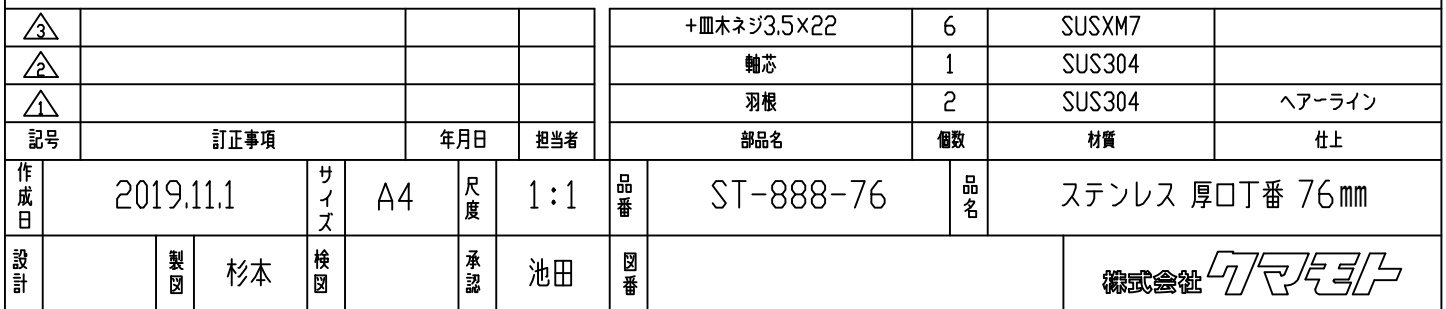 3 +皿木ネジ3.5×22 6 SUSXM7
2 軸芯 1 SUS304
1 羽根 2 SUS304 ヘアーライン
記号 訂正事項 年月日 担当者 部品名 個数 材質 仕上
作成日 2019.11.1 サイズ A4 尺度 1:1 品番 ST-888-76 品名 ステンレス 厚口丁番 76mm
設計 製図 杉本 検図 承認 池田 図番 株式会社クマモト